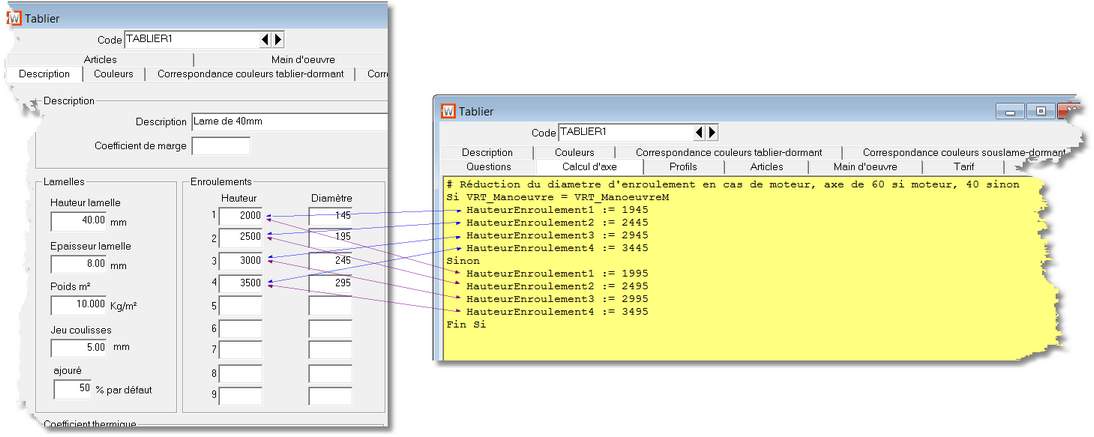 Tablier
Code TABLIER1
Articles Main d'oeuvre
Description Couleurs Correspondance couleurs tablier-dormant Corre
Description
Description Lame de 40mm
Coefficient de marge
Lamelles
Hauteur lamelle
40.00 mm
Epaisseur lamelle
8.00 mm
Poids m²
10.000 Kg/m²
Jeu coulisses
5.00 mm
ajouré
50 % par défaut
Enroulements
Hauteur Diamètre
1 2000 145
2 2500 195
3 3000 245
4 3500 295
5
6
7
8
9
Coefficient thermique
Tablier
Code TABLIER1
Description Couleurs Correspondance couleurs tablier-dormant Correspondance couleurs souslame-dormant
Questions Calcul d'axe Profils Articles Main d'oeuvre Tarif
# Réduction du diametre d'enroulement en cas de moteur, axe de 60 si moteur, 40 sinon
Si VRT_Manoeuvre = VRT_ManoeuvreM
HauteurEnroulement1 := 1945
HauteurEnroulement2 := 2445
HauteurEnroulement3 := 2945
HauteurEnroulement4 := 3445
Sinon
HauteurEnroulement1 := 1995
HauteurEnroulement2 := 2495
HauteurEnroulement3 := 2995
HauteurEnroulement4 := 3495
Fin Si